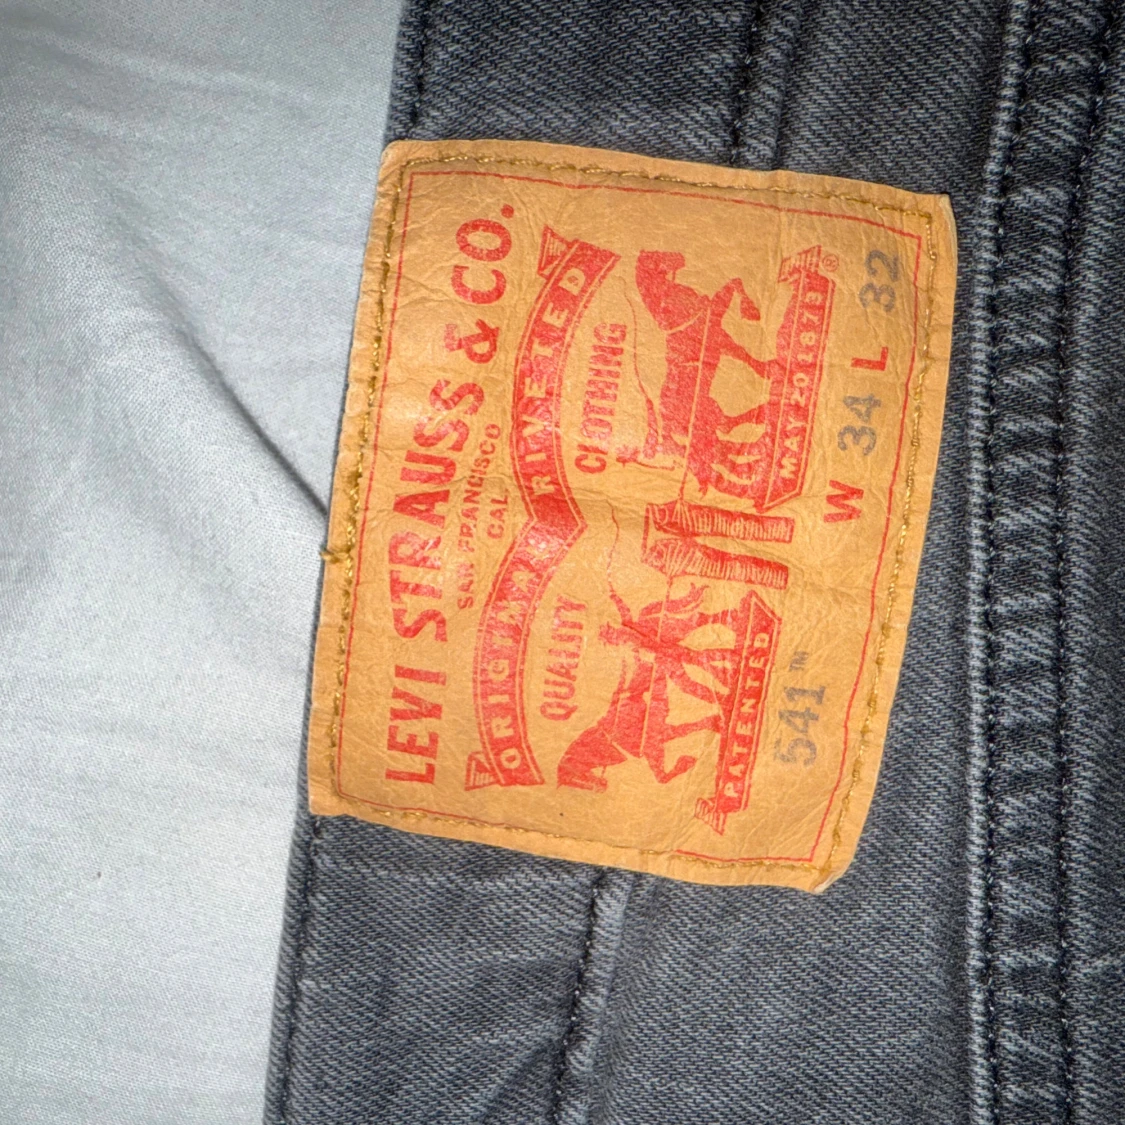 LEVI STRAUSS & CO.
SAN FRANCISCO
CAL.
ORIGINAL RIVETED
QUALITY CLOTHING
PATENTED MAY 20 1873 ®
541™ W 34 L 32